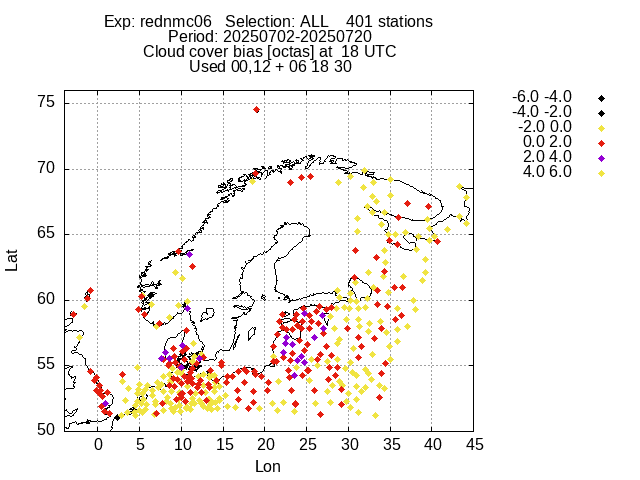 Exp: rednmc06   Selection: ALL    401 stations
Period: 20250702-20250720
Cloud cover bias [octas] at  18 UTC
Used 00,12 + 06 18 30
-6.0 -4.0
-4.0 -2.0
-2.0 0.0
0.0 2.0
2.0 4.0
4.0 6.0
75
70
65
60
55
50
Lat
0 5 10 15 20 25 30 35 40 45
Lon